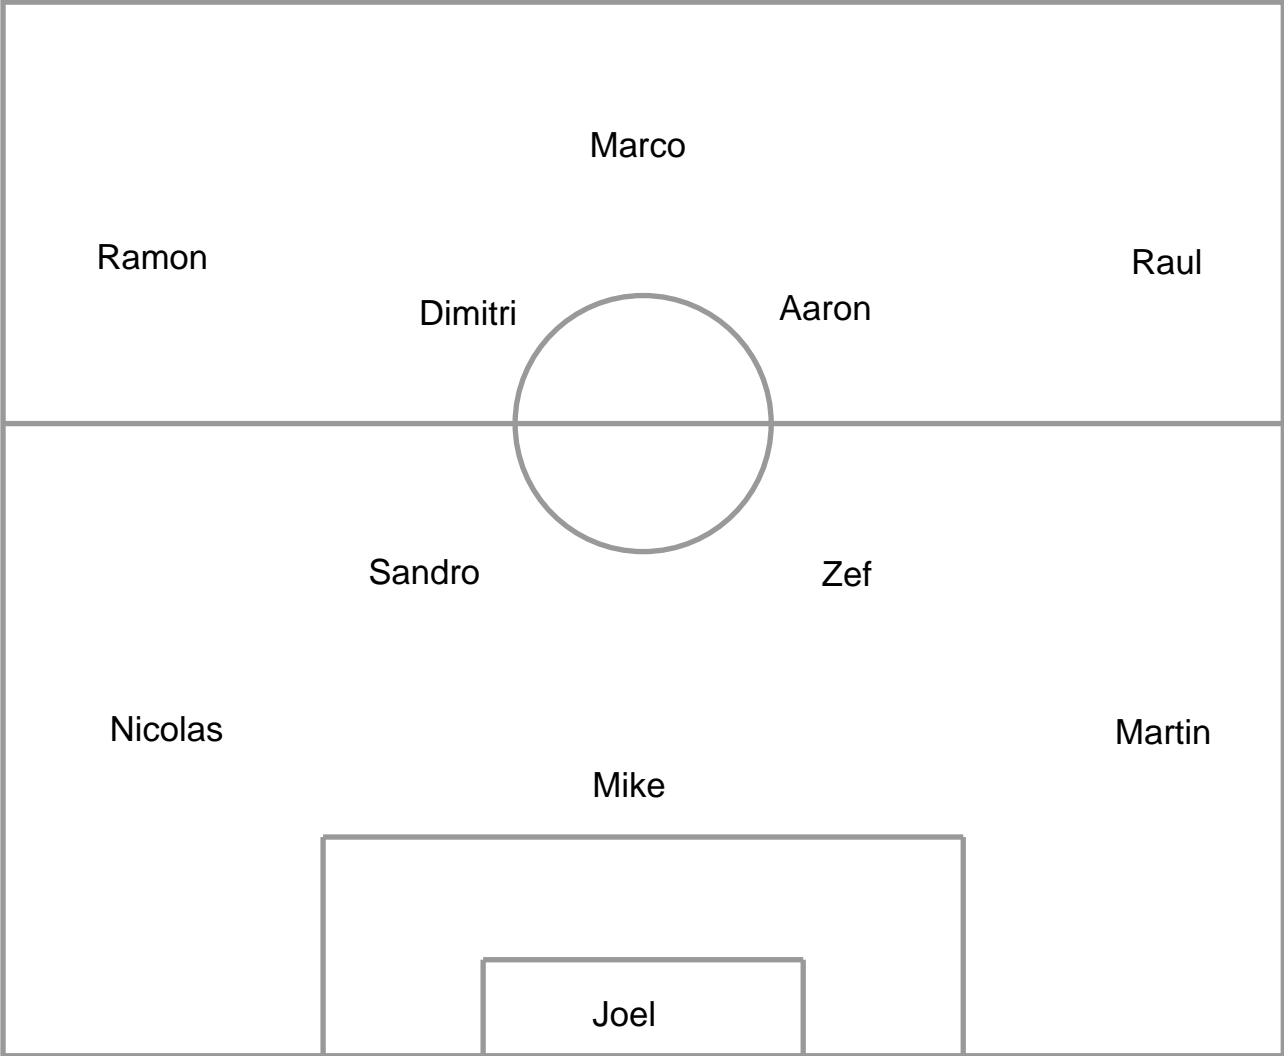 Marco
Ramon
Raul
Dimitri
Aaron
Sandro
Zef
Nicolas
Martin
Mike
Joel